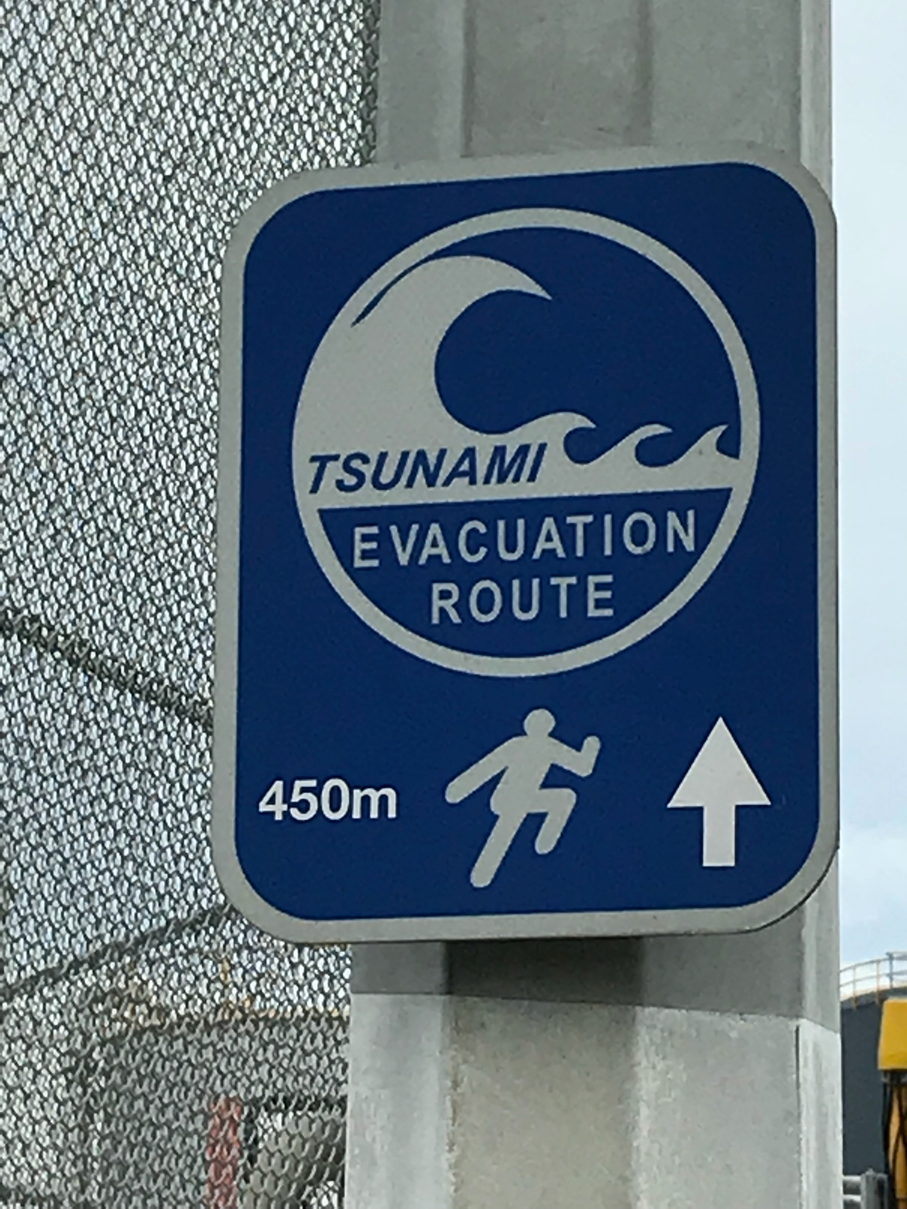 TSUNAMI
EVACUATION
ROUTE
450m